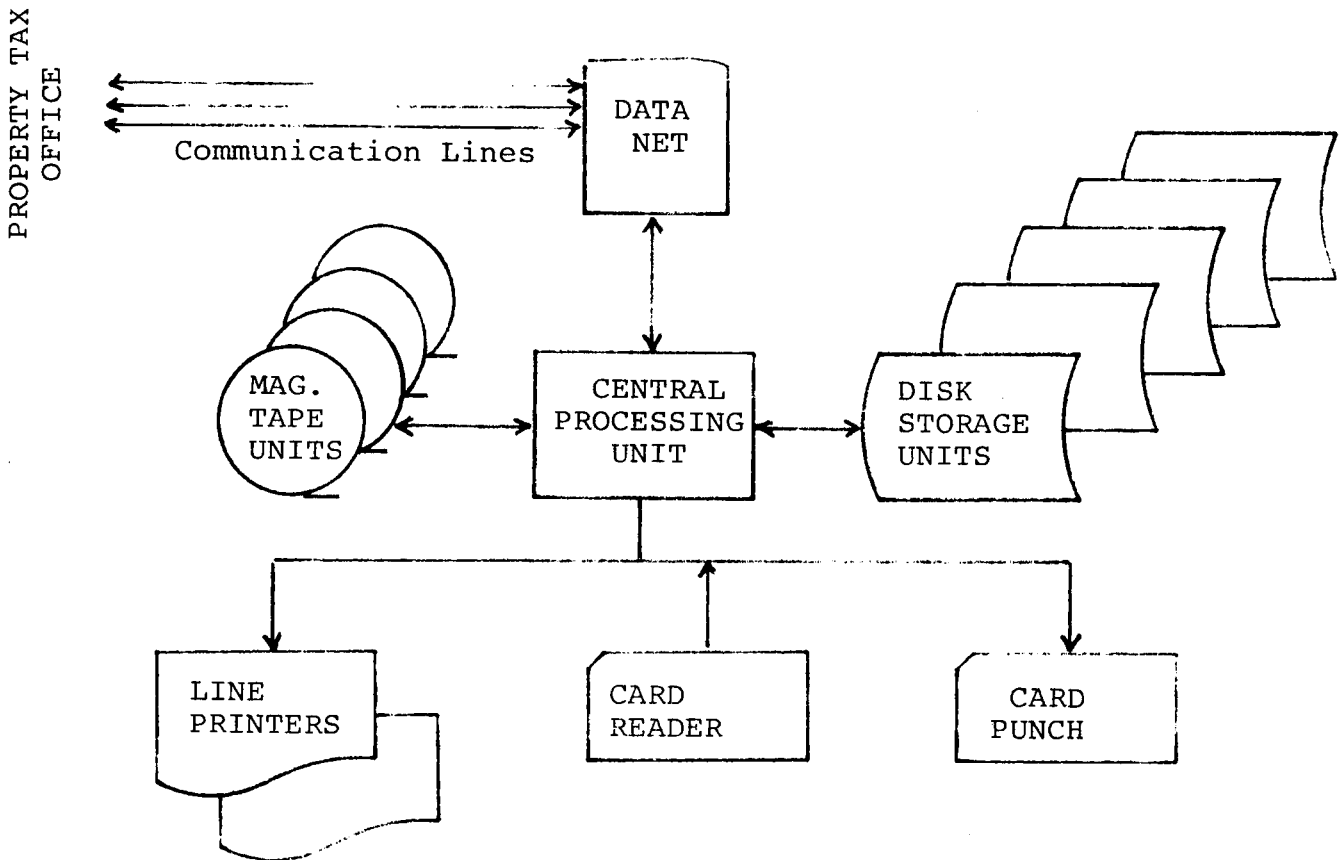 PROPERTY TAX
OFFICE
Communication Lines
DATA
NET
MAG.
TAPE
UNITS
CENTRAL
PROCESSING
UNIT
DISK
STORAGE
UNITS
LINE
PRINTERS
CARD
READER
CARD
PUNCH